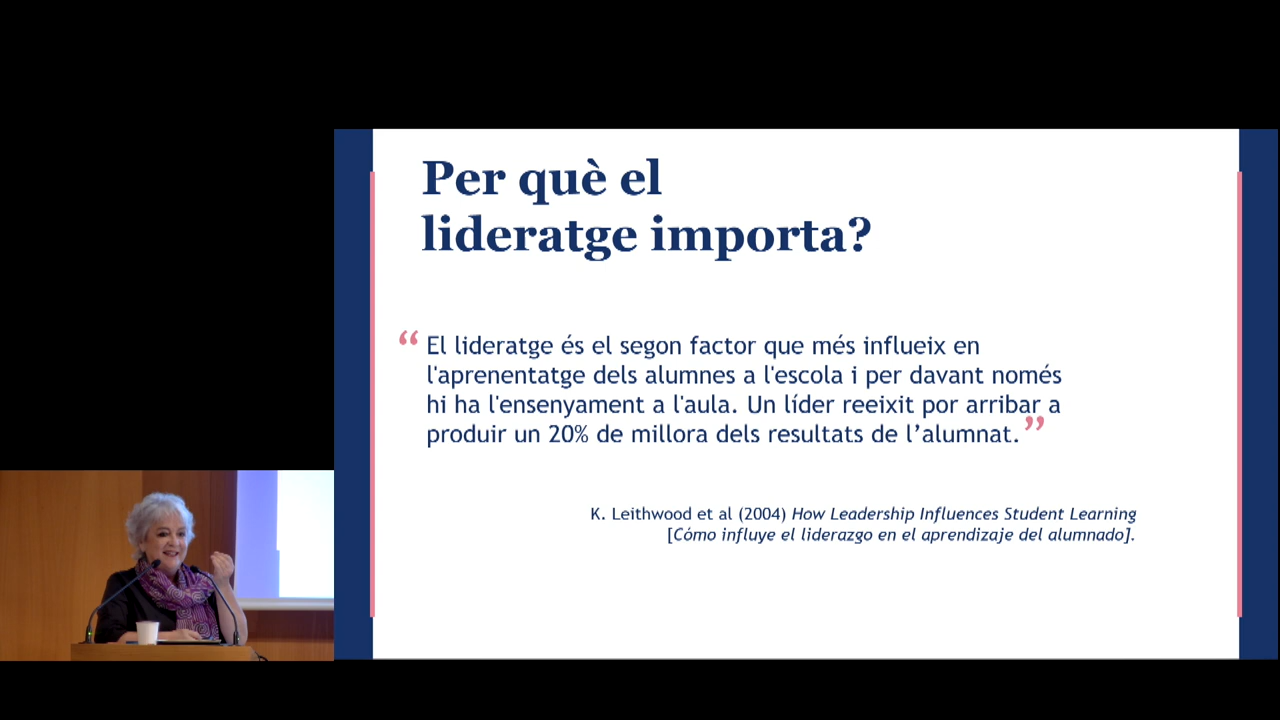 Per què el
lideratge importa?
“El lideratge és el segon factor que més influeix en
l'aprenentatge dels alumnes a l'escola i per davant només
hi ha l'ensenyament a l'aula. Un líder reeixit por arribar a
produir un 20% de millora dels resultats de l’alumnat.”
K. Leithwood et al (2004) How Leadership Influences Student Learning
[Cómo influye el liderazgo en el aprendizaje del alumnado].